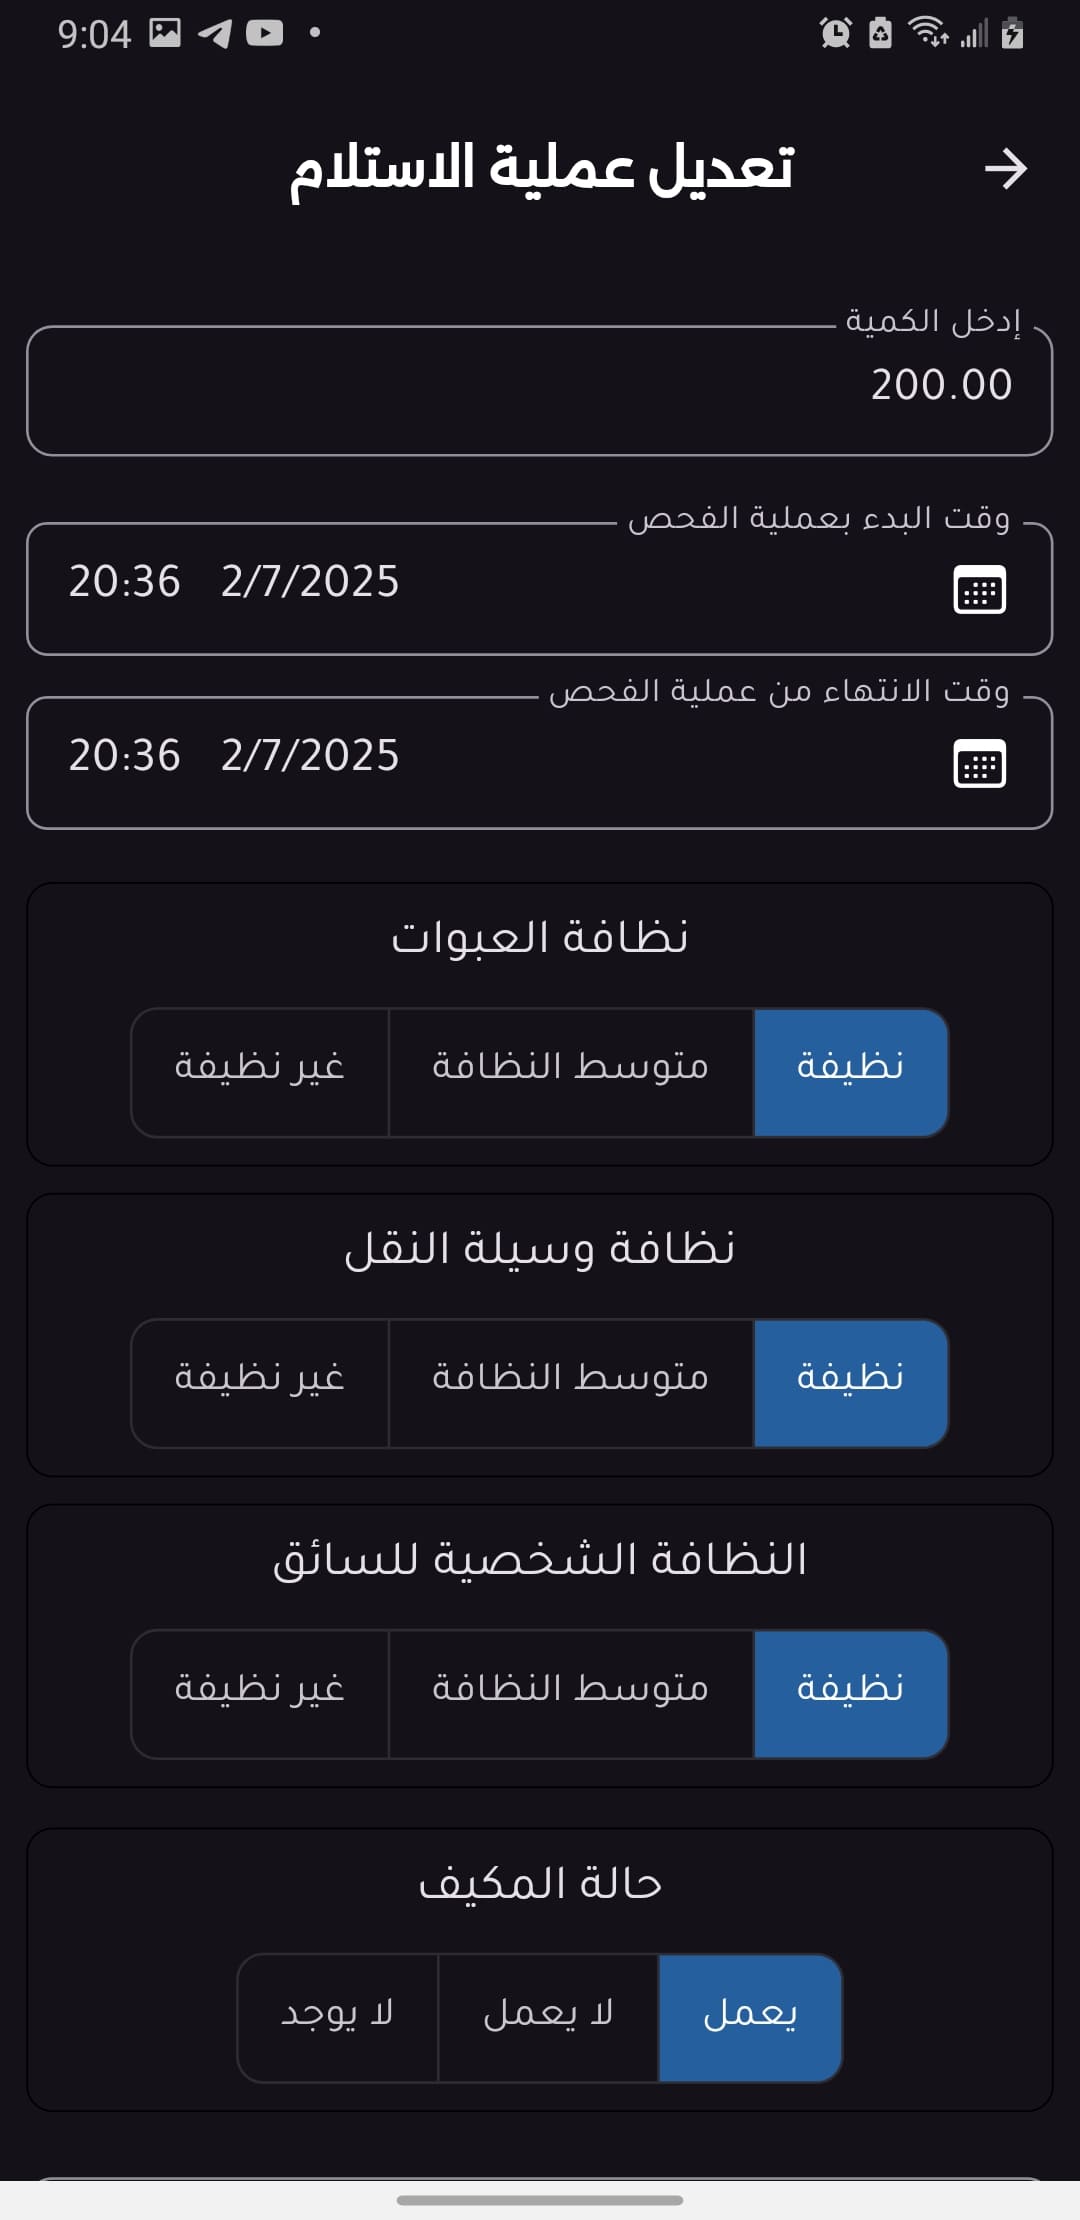 9:04
تعديل عملية الاستلام
إدخل الكمية
200.00
وقت البدء بعملية الفحص
20:36 2/7/2025
وقت الانتهاء من عملية الفحص
20:36 2/7/2025
نظافة العبوات
نظيفة متوسط النظافة غير نظيفة
نظافة وسيلة النقل
نظيفة متوسط النظافة غير نظيفة
النظافة الشخصية للسائق
نظيفة متوسط النظافة غير نظيفة
حالة المكيف
يعمل لا يعمل لا يوجد